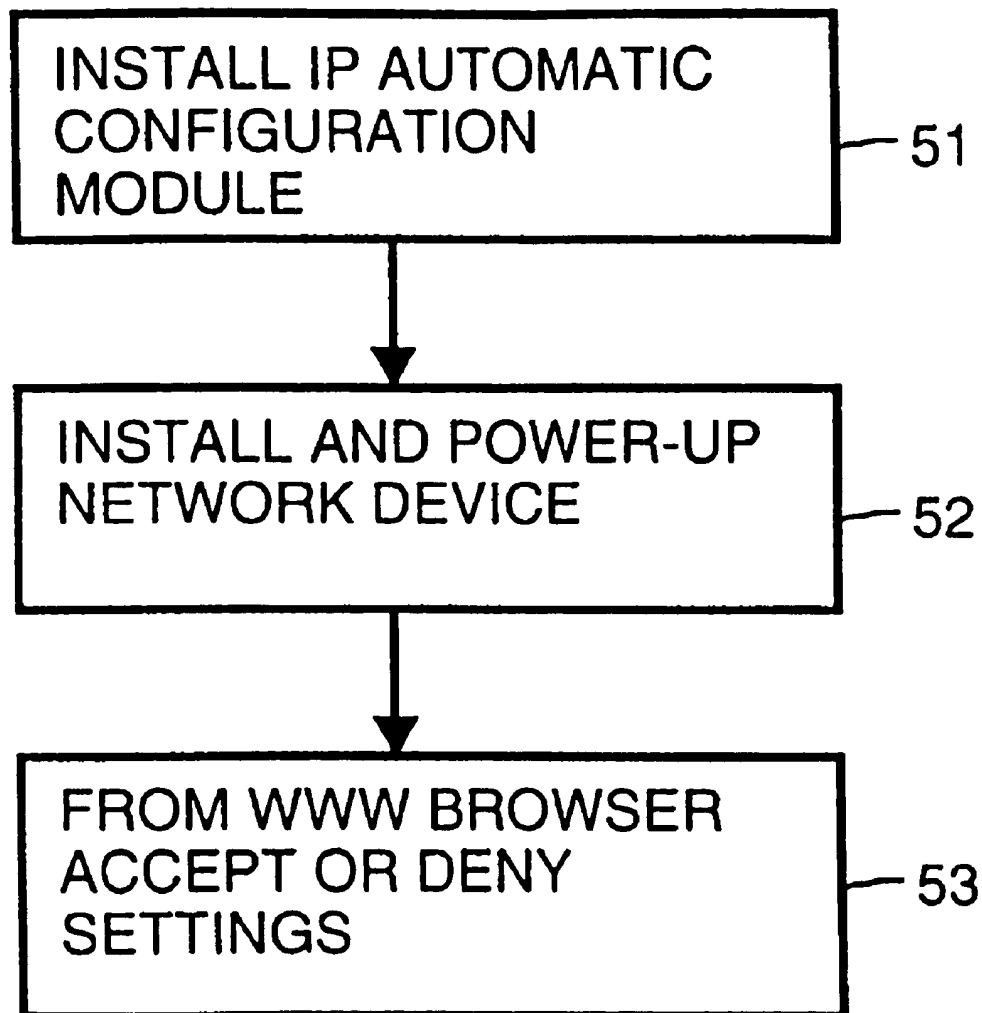 INSTALL IP AUTOMATIC
CONFIGURATION
MODULE
51
INSTALL AND POWER-UP
NETWORK DEVICE
52
FROM WWW BROWSER
ACCEPT OR DENY
SETTINGS
53